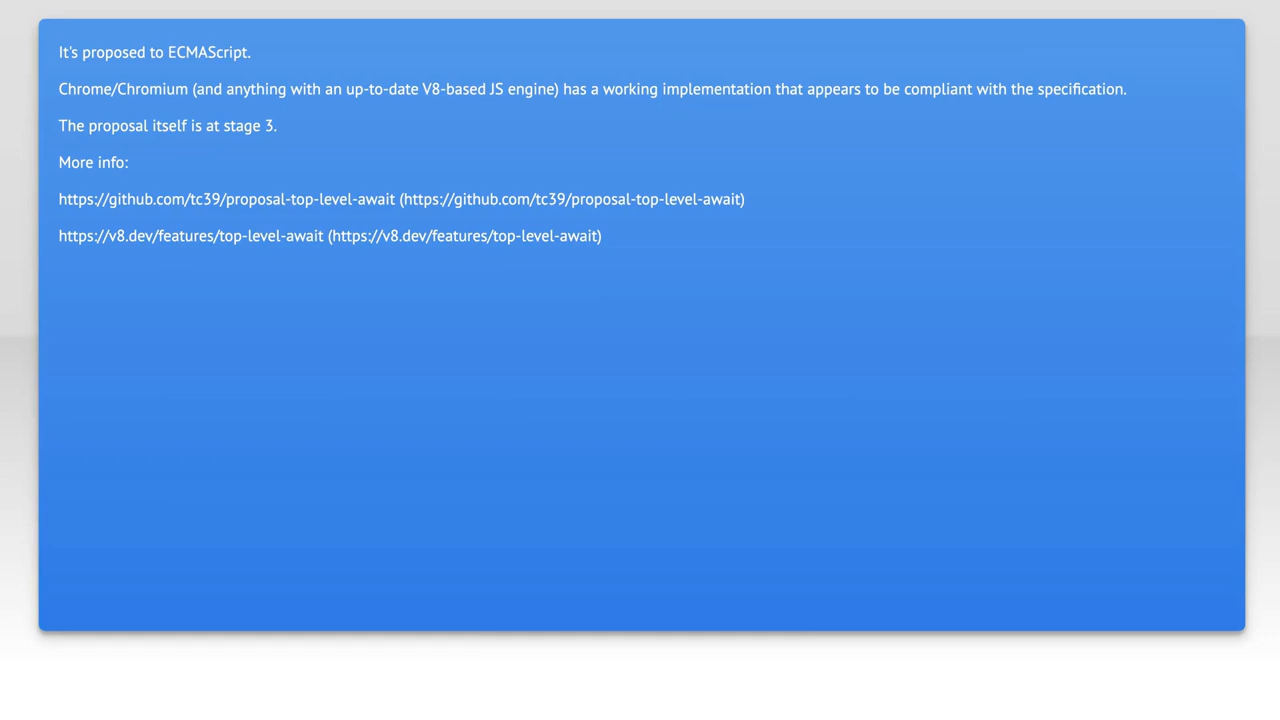 It's proposed to ECMAScript.
Chrome/Chromium (and anything with an up-to-date V8-based JS engine) has a working implementation that appears to be compliant with the specification.
The proposal itself is at stage 3.
More info:
https://github.com/tc39/proposal-top-level-await (https://github.com/tc39/proposal-top-level-await)
https://v8.dev/features/top-level-await (https://v8.dev/features/top-level-await)